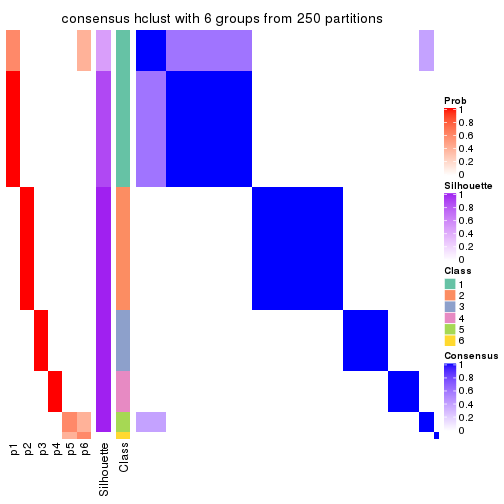 consensus hclust with 6 groups from 250 partitions
Prob
1
0.8
0.6
0.4
0.2
0
Silhouette
1
0.8
0.6
0.4
0.2
0
Class
1
2
3
4
5
6
Consensus
1
0.8
0.6
0.4
0.2
0
p1
p2
p3
p4
p5
p6
Silhouette
Class